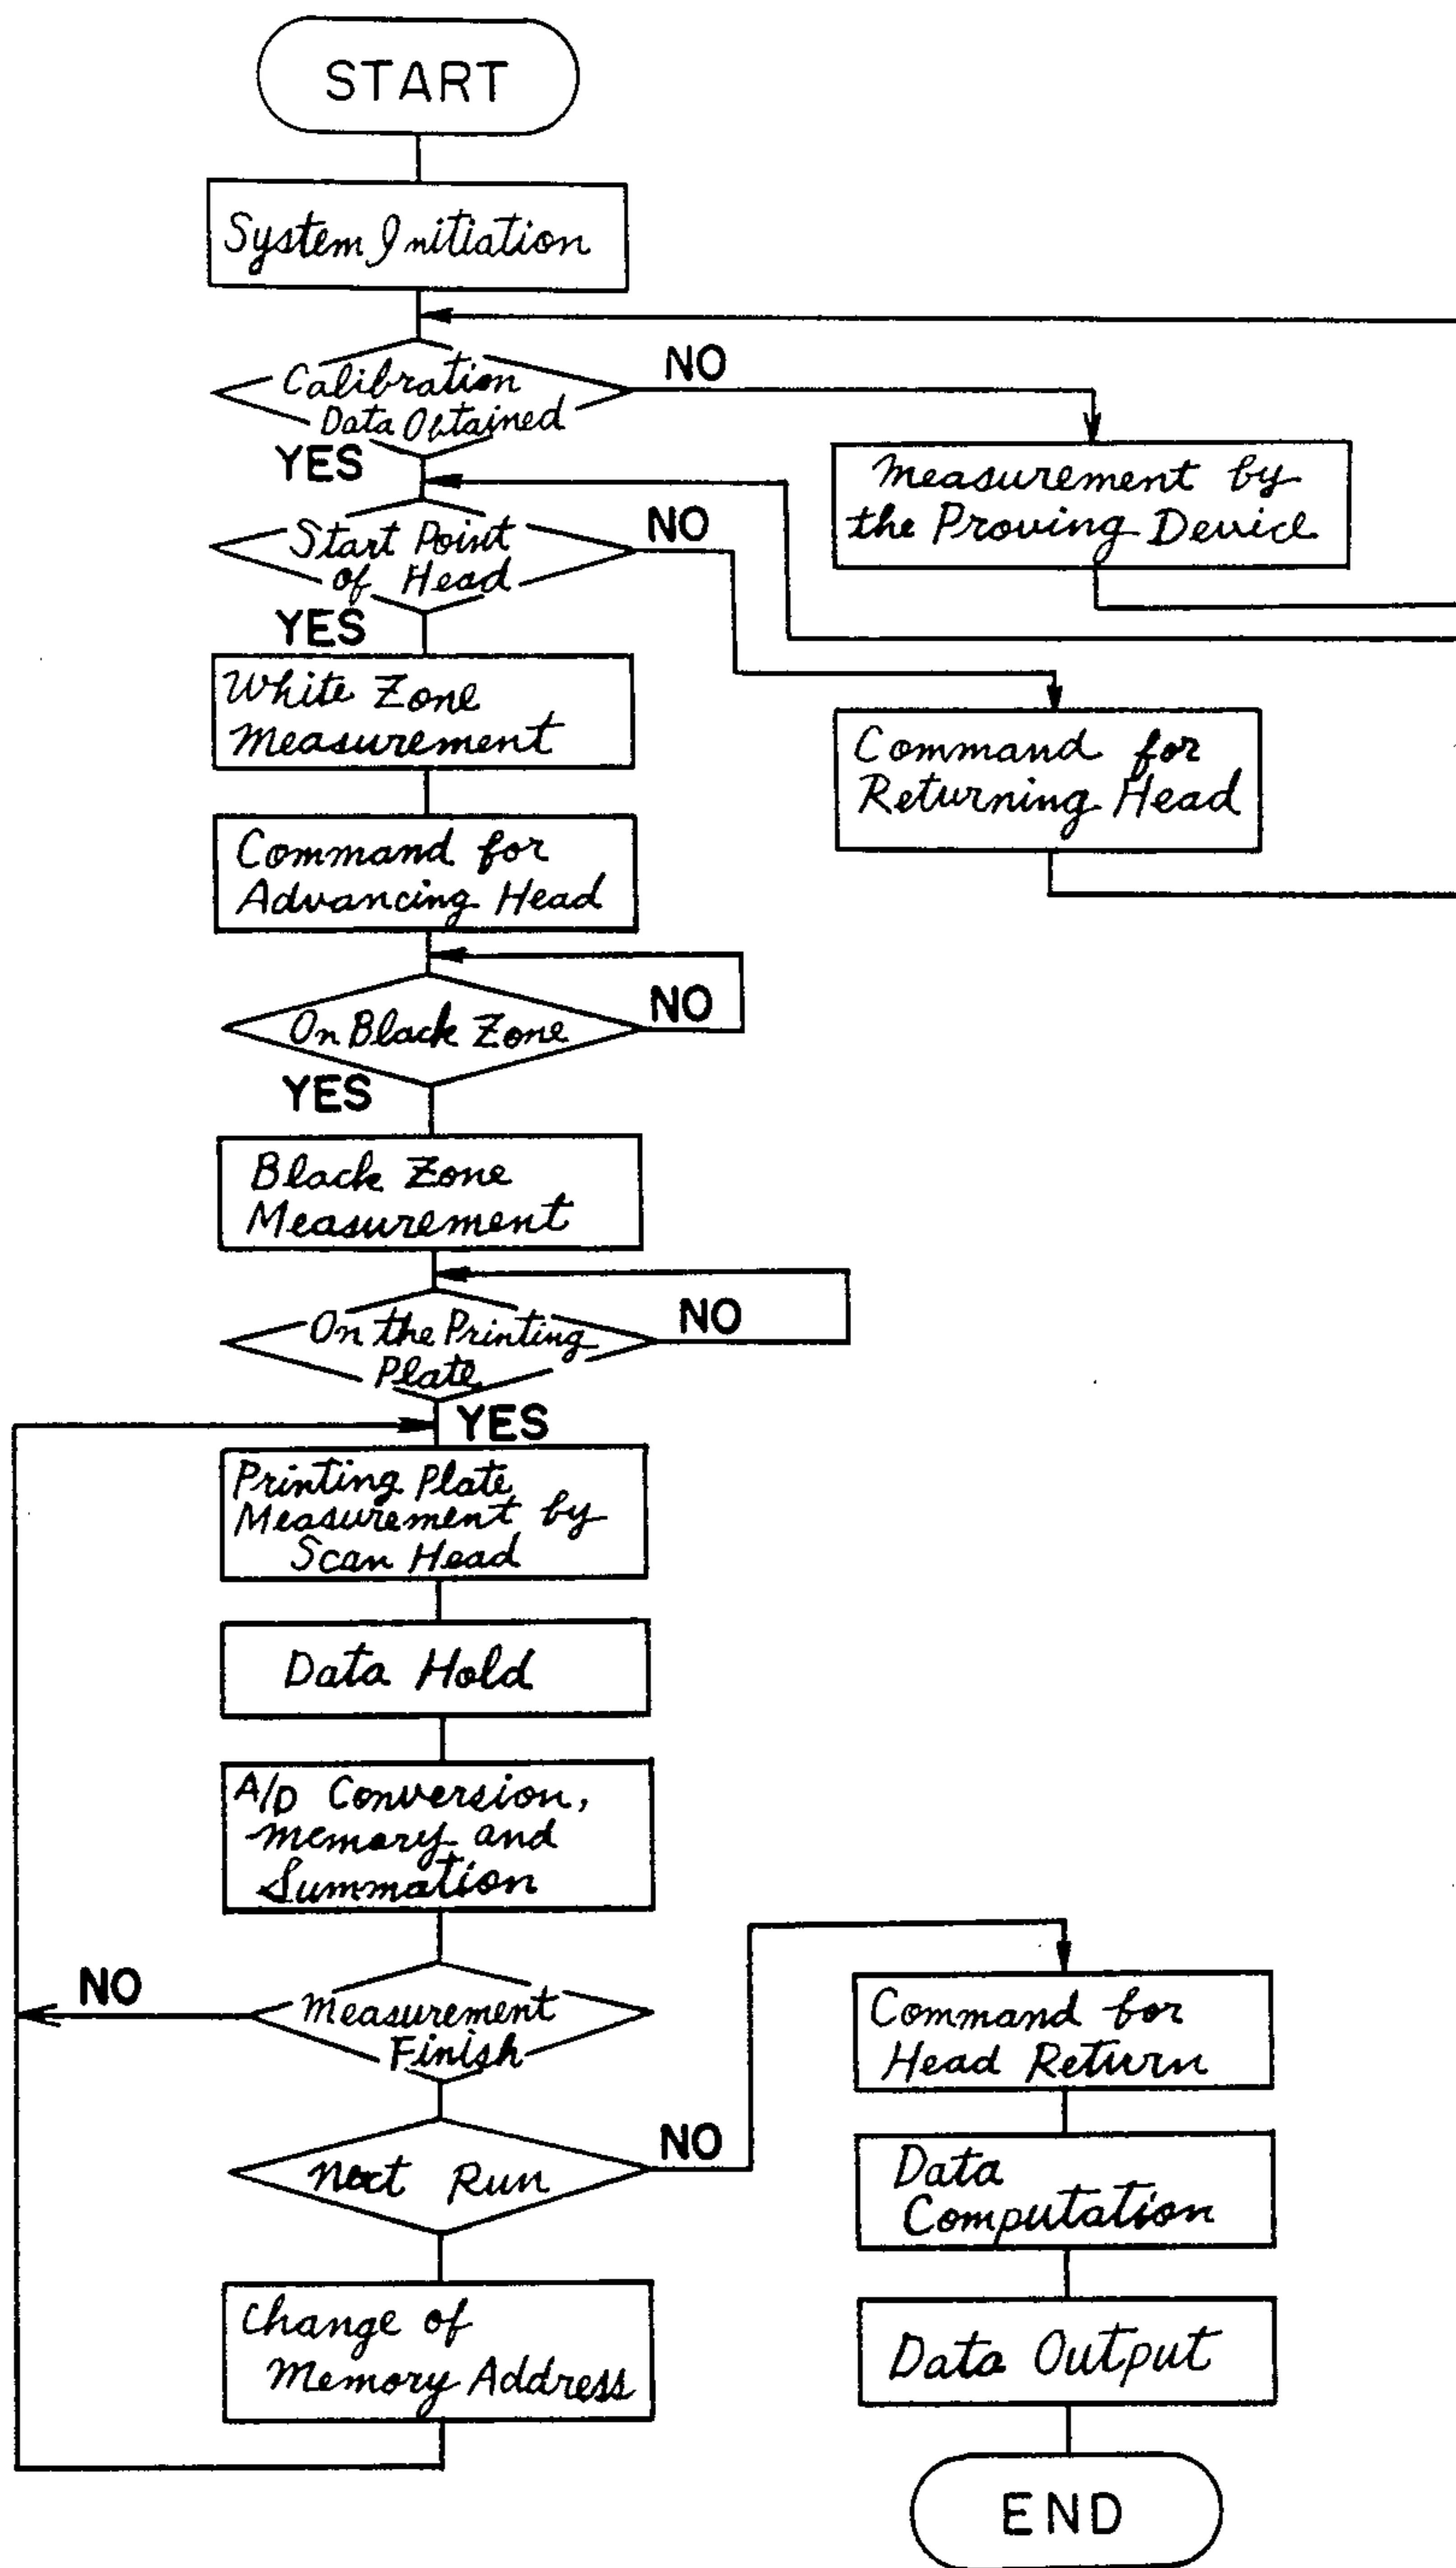 START
System Initiation
Calibration
Data Obtained
NO
YES
Measurement by
the Proving Device
Start Point
of Head
NO
YES
White Zone
Measurement
Command for
Returning Head
Command for
Advancing Head
On Black Zone
NO
YES
Black Zone
Measurement
On the Printing
Plate
NO
YES
Printing Plate
Measurement by
Scan Head
Data Hold
A/D Conversion,
Memory and
Summation
Measurement
Finish
NO
Next Run
NO
Change of
Memory Address
Command for
Head Return
Data
Computation
Data Output
END